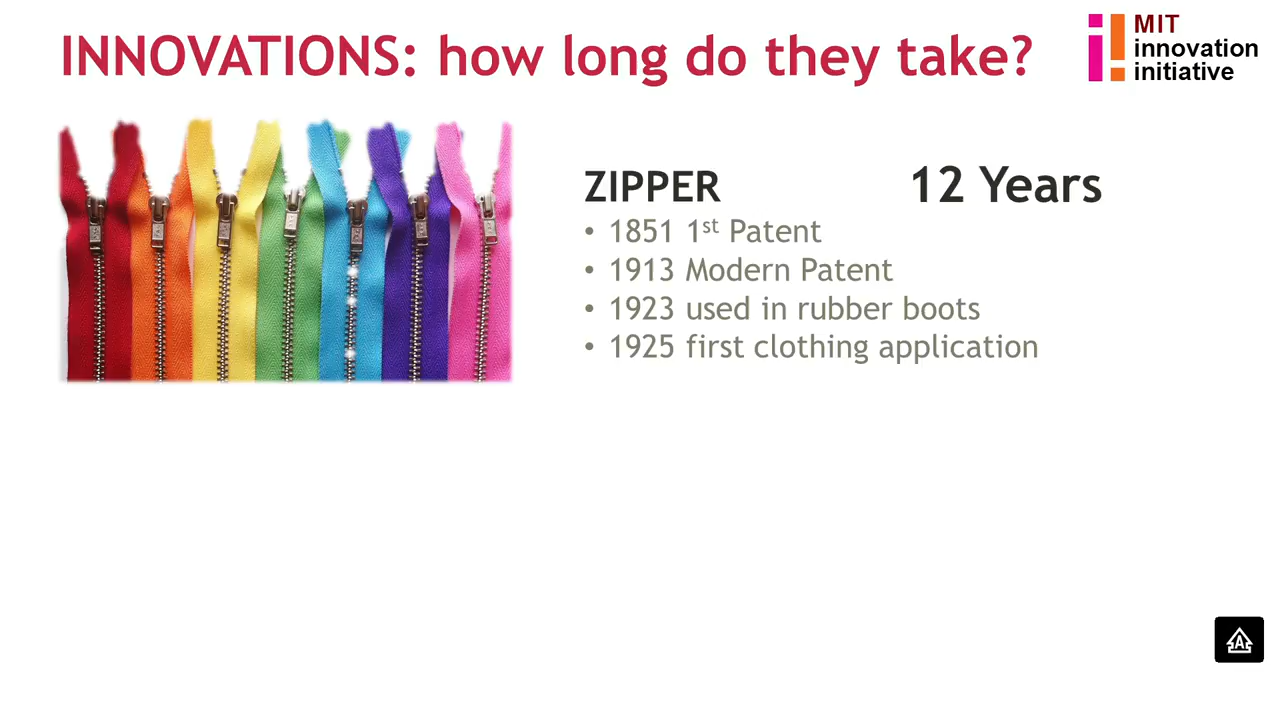 INNOVATIONS: how long do they take?
MIT
innovation
initiative
ZIPPER 12 Years
• 1851 1st Patent
• 1913 Modern Patent
• 1923 used in rubber boots
• 1925 first clothing application
A